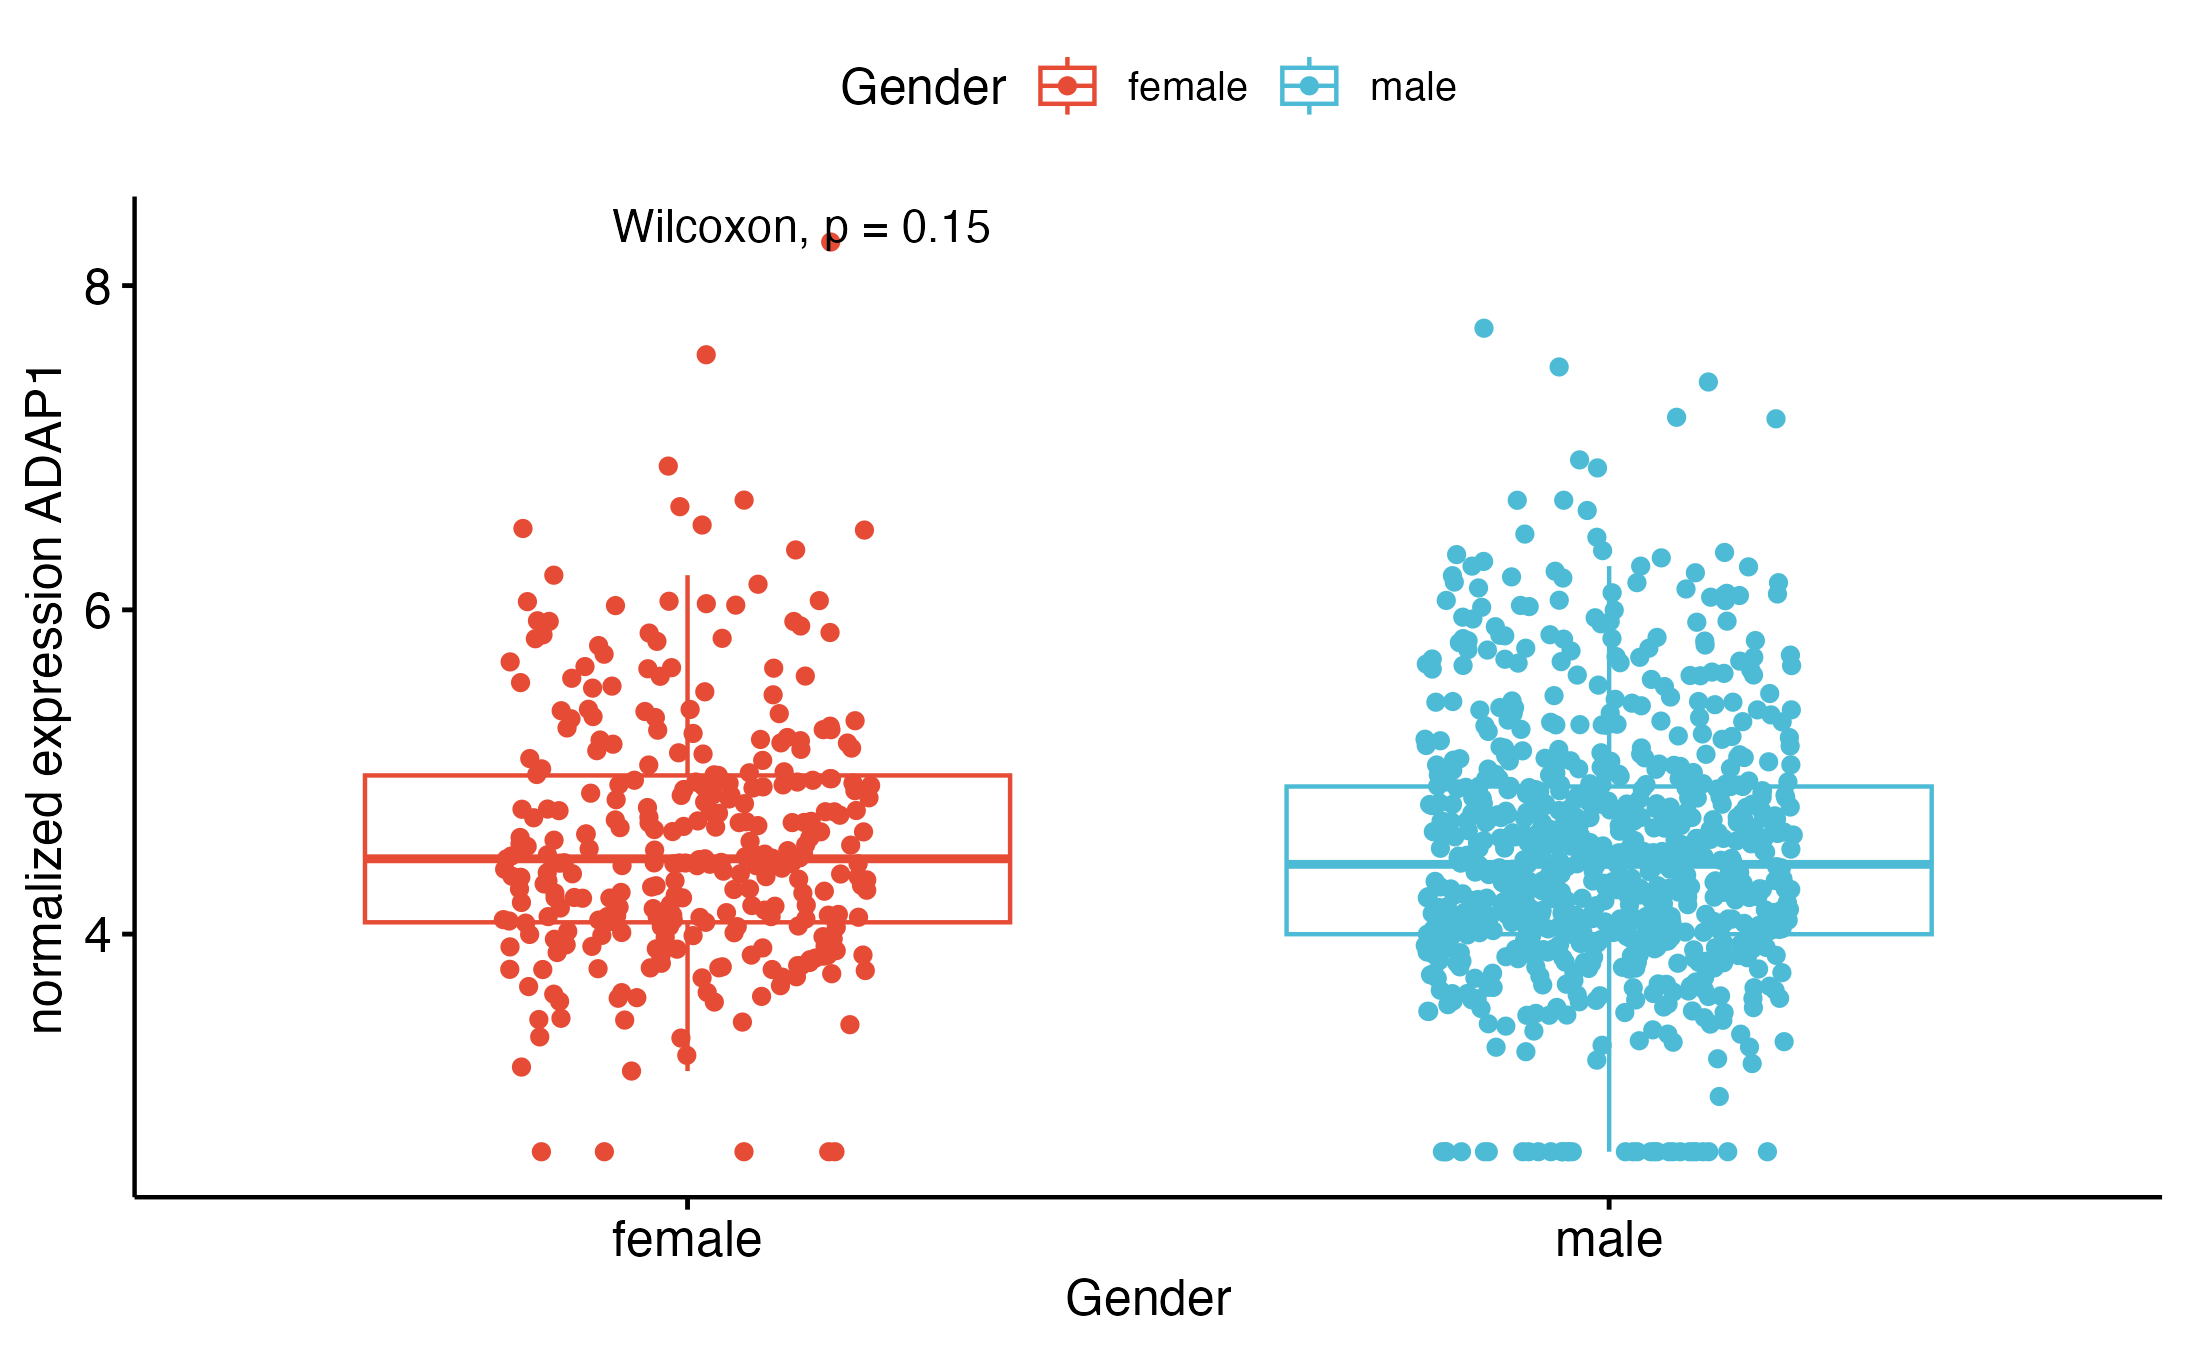 Gender female male
Wilcoxon, p = 0.15
normalized expression ADAP1
8
6
4
female male
Gender